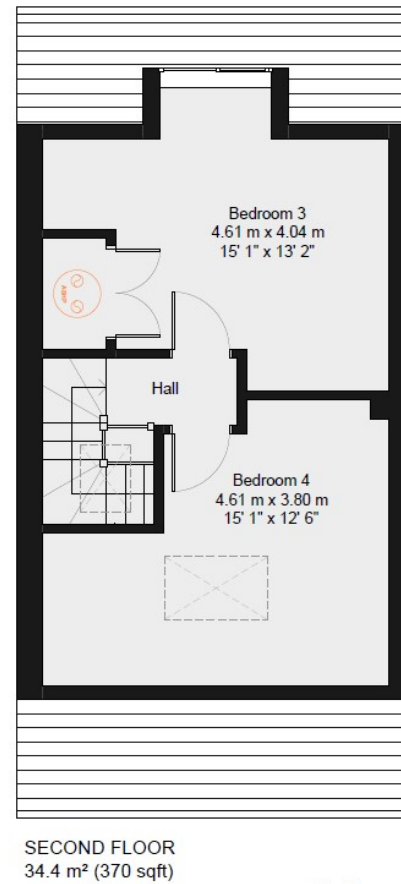 Bedroom 3
4.61 m x 4.04 m
15' 1" x 13' 2"
ASHP
Hall
Bedroom 4
4.61 m x 3.80 m
15' 1" x 12' 6"
SECOND FLOOR
34.4 m² (370 sqft)